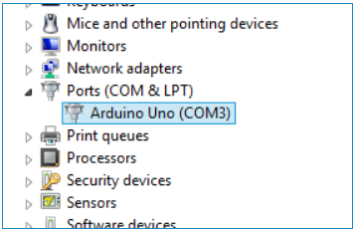 Keyboards
Mice and other pointing devices
Monitors
Network adapters
Ports (COM & LPT)
Arduino Uno (COM3)
Print queues
Processors
Security devices
Sensors
Software devices